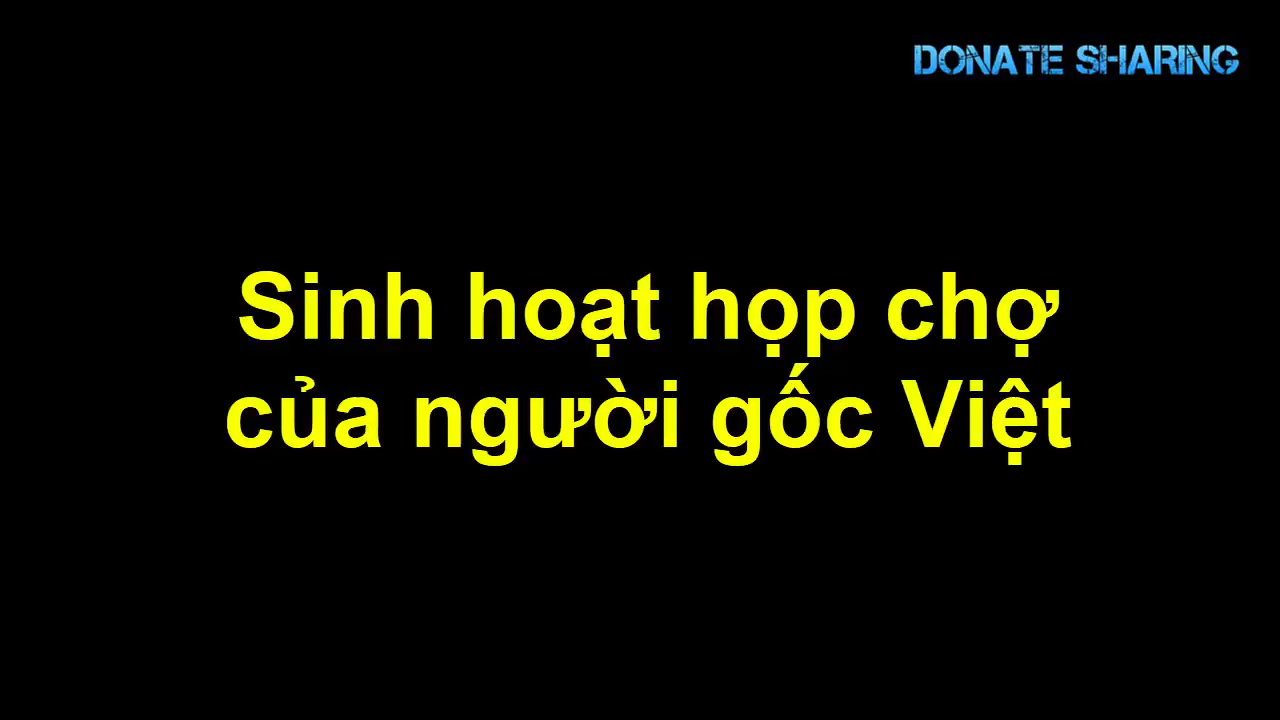 DONATE SHARING
Sinh hoạt họp chợ
của người gốc Việt